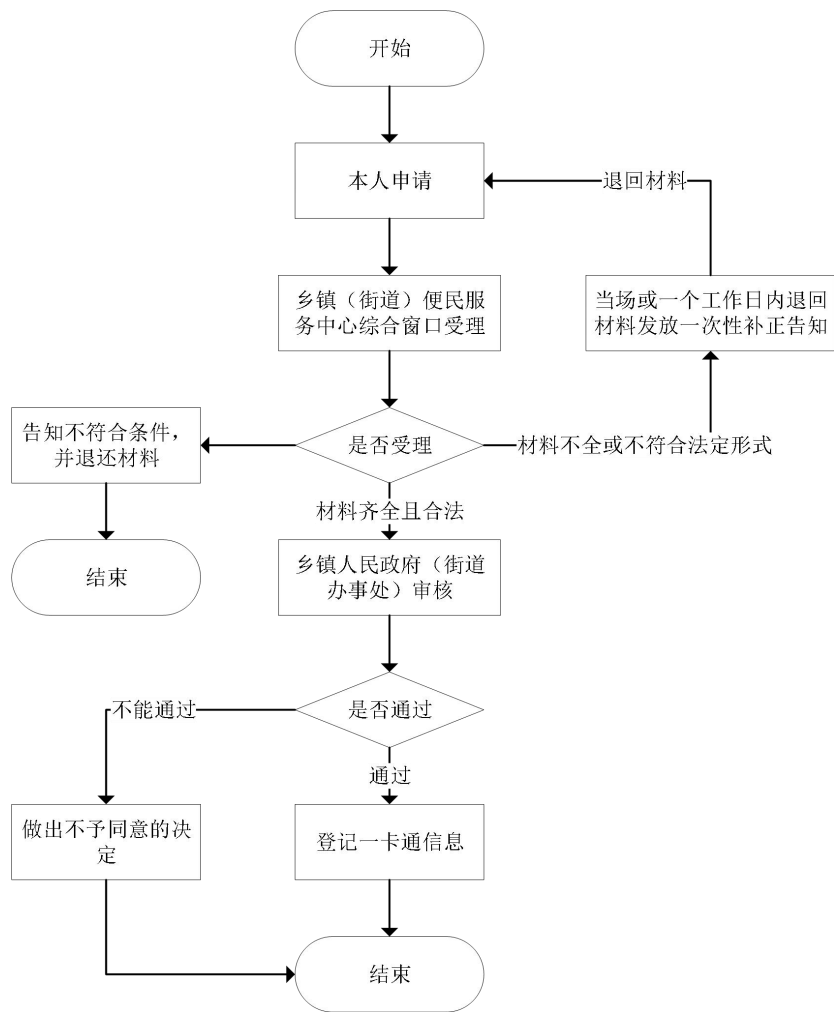 开始
本人申请
退回材料
乡镇（街道）便民服
务中心综合窗口受理
当场或一个工作日内退回
材料发放一次性补正告知
告知不符合条件，
并退还材料
是否受理
材料不全或不符合法定形式
材料齐全且合法
结束
乡镇人民政府（街道
办事处）审核
不能通过
是否通过
通过
做出不予同意的决
定
登记一卡通信息
结束